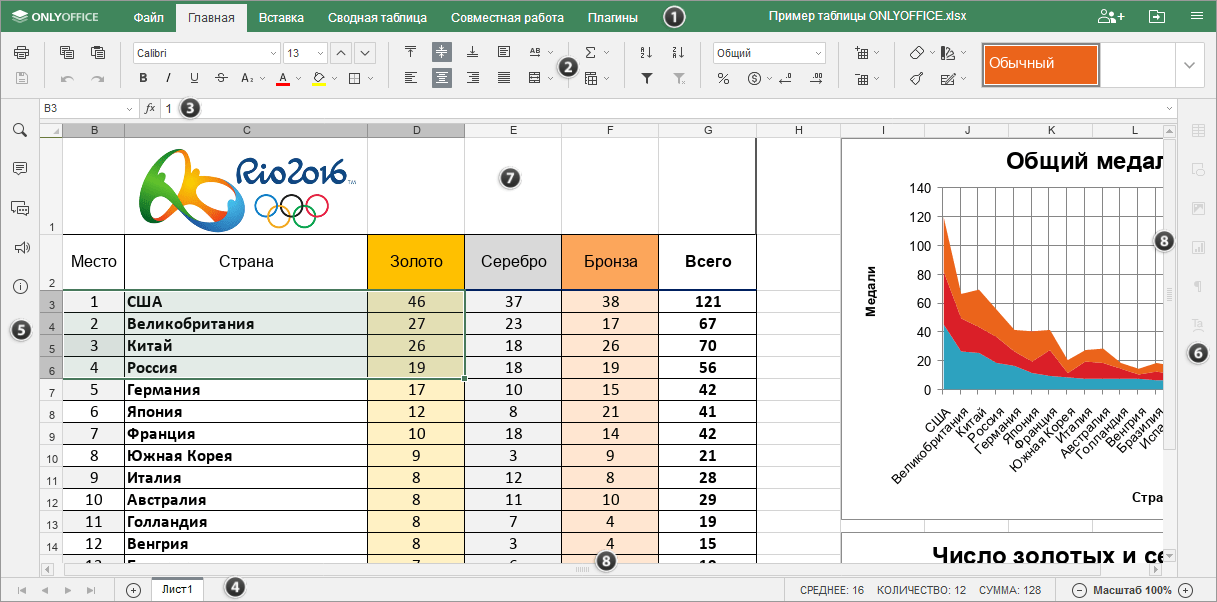 ONLYOFFICE Файл Главная Вставка Сводная таблица Совместная работа Плагины 1 Пример таблицы ONLYOFFICE.xlsx
Calibri 13 Общий Обычный
2
B3 fx 1 3
B C D E F G H I J K L
Rio2016™ 7
1
2 Место Страна Золото Серебро Бронза Всего
3 1 США 46 37 38 121
4 2 Великобритания 27 23 17 67
5 3 Китай 26 18 26 70
6 4 Россия 19 18 19 56
7 5 Германия 17 10 15 42
8 6 Япония 12 8 21 41
9 7 Франция 10 18 14 42
10 8 Южная Корея 9 3 9 21
11 9 Италия 8 12 8 28
12 10 Австралия 8 11 10 29
13 11 Голландия 8 7 4 19
14 12 Венгрия 8 3 4 15
8
Общий медал
Медали
140
120
100
80
60
40
20
0
США Великобритания Китай Россия Германия Япония Франция Южная Корея Италия Австралия Голландия Венгрия Бразилия Испа
Стра
Число золотых и се
8
5
6
Лист1 4 СРЕДНЕЕ: 16 КОЛИЧЕСТВО: 12 СУММА: 128 Масштаб 100%